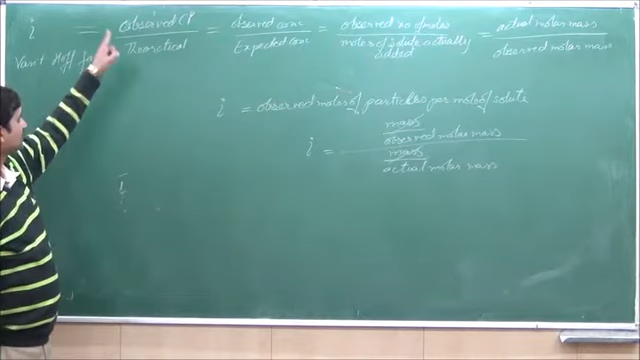 i = observed CP / Theoretical = observed conc / Expected conc = observed no of moles / moles of solute actually added = actual molar mass / observed molar mass
Van't Hoff fa
i = observed moles of particles per mole of solute
i = mass / observed molar mass / mass / actual molar mass